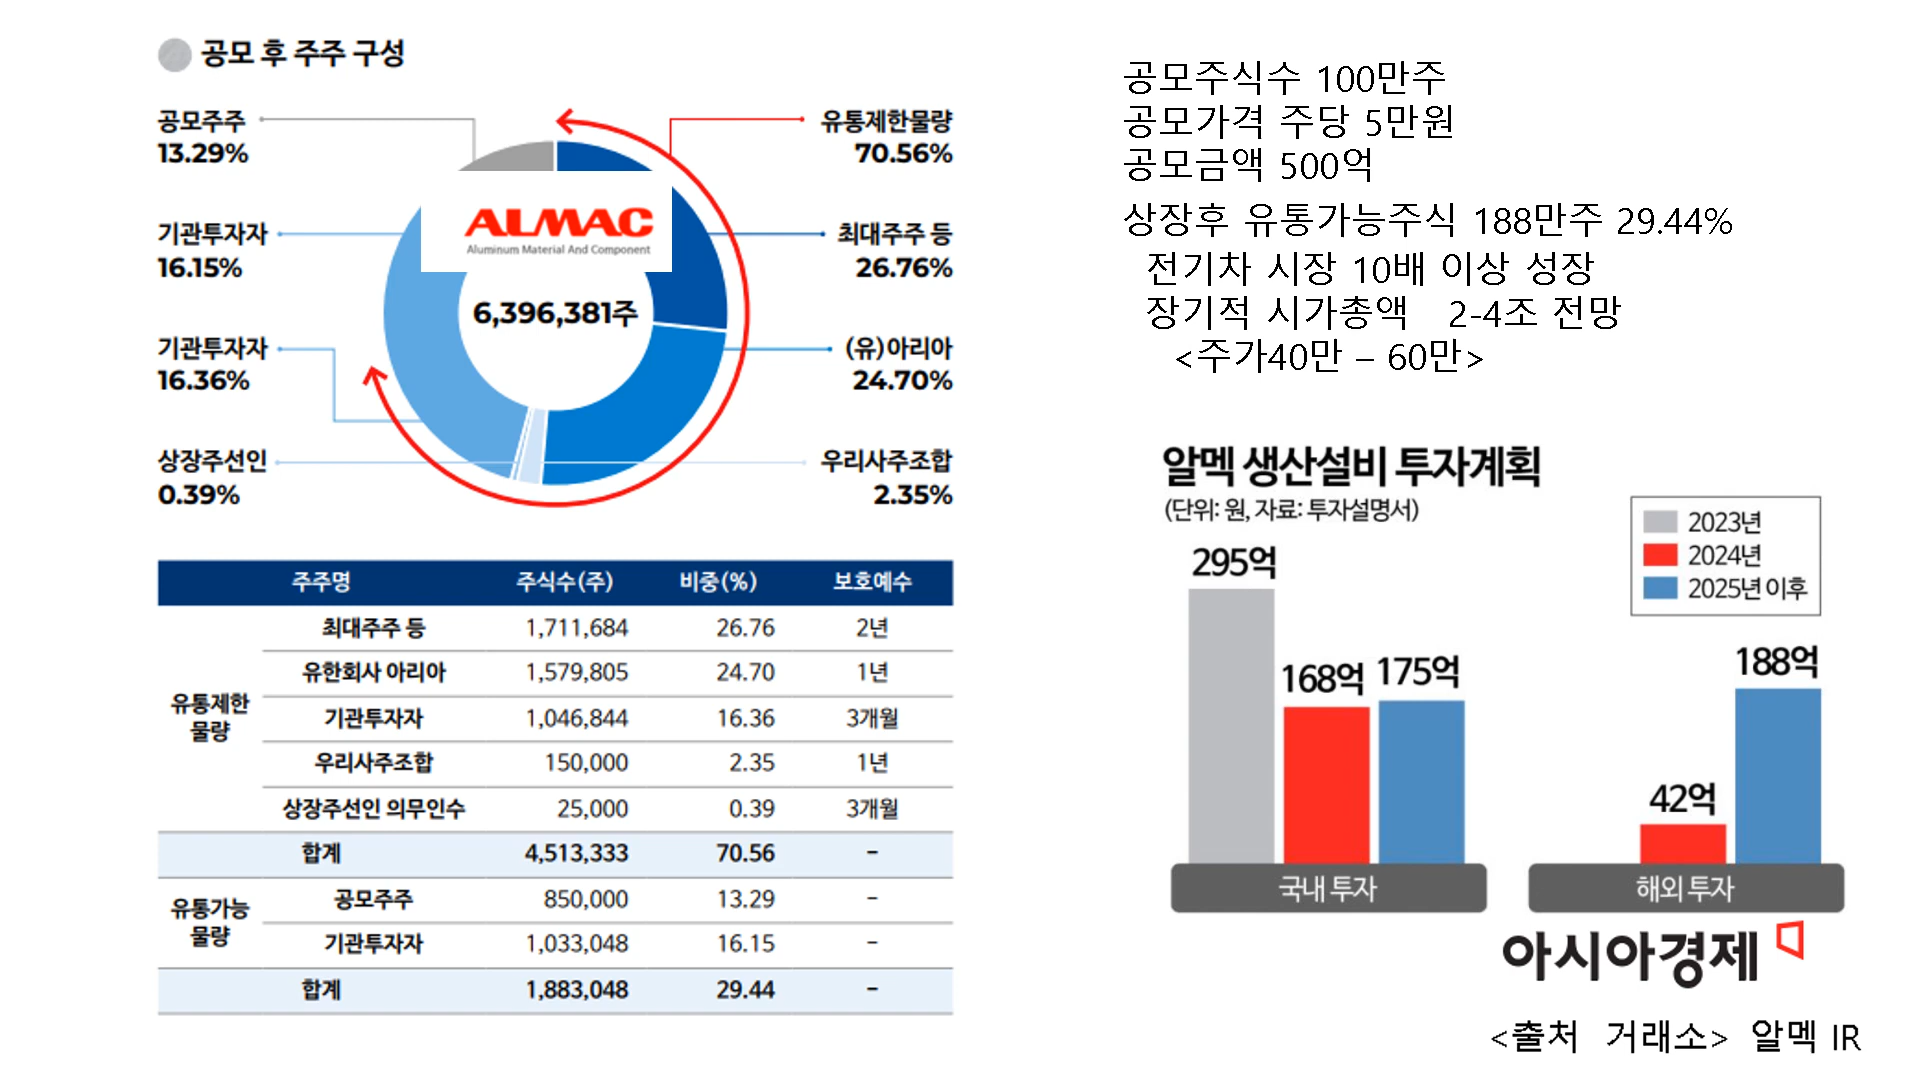 공모 후 주주 구성
공모주주
13.29%
기관투자자
16.15%
기관투자자
16.36%
상장주선인
0.39%
ALMAC
Aluminum Material And Component
6,396,381주
유통제한물량
70.56%
최대주주 등
26.76%
(유)아리아
24.70%
우리사주조합
2.35%
주주명 주식수(주) 비중(%) 보호예수
유통제한
물량
최대주주 등 1,711,684 26.76 2년
유한회사 아리아 1,579,805 24.70 1년
기관투자자 1,046,844 16.36 3개월
우리사주조합 150,000 2.35 1년
상장주선인 의무인수 25,000 0.39 3개월
합계 4,513,333 70.56 -
유통가능
물량
공모주주 850,000 13.29 -
기관투자자 1,033,048 16.15 -
합계 1,883,048 29.44 -
공모주식수 100만주
공모가격 주당 5만원
공모금액 500억
상장후 유통가능주식 188만주 29.44%
전기차 시장 10배 이상 성장
장기적 시가총액 2-4조 전망
<주가40만 – 60만>
알멕 생산설비 투자계획
(단위: 원, 자료: 투자설명서)
2023년
2024년
2025년 이후
295억
168억
175억
42억
188억
국내 투자
해외 투자
아시아경제
<출처 거래소> 알멕 IR